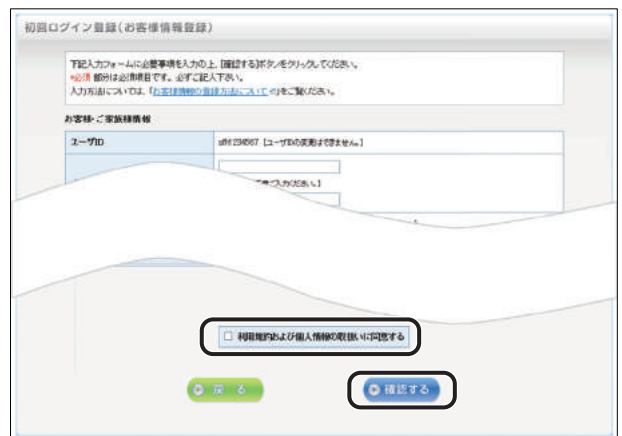 初回ログイン登録(お客様情報登録)
下記入力フォームに必要事項を入力の上、[確認する]ボタンをクリックしてください。
*必須 部分は必須項目です。必ずご記入下さい。
入力方法については、「お客様情報の登録方法について」をご覧ください。
お客様・ご家族様情報
ユーザID
sfh1234567 [ユーザIDの変更はできません。]
ご入力ください。]
利用規約および個人情報の取扱いに同意する
戻る
確認する